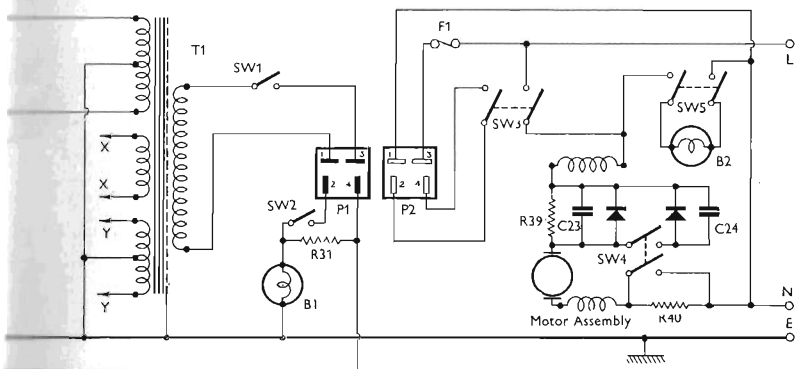 F1
T1
L
SW1
SW3
SW5
X
B2
1 3
1 3
X
2 4
2 4
SW2
P1
P2
R39
C23
C24
Y
R31
SW4
B1
N
Y
Motor Assembly
R40
E